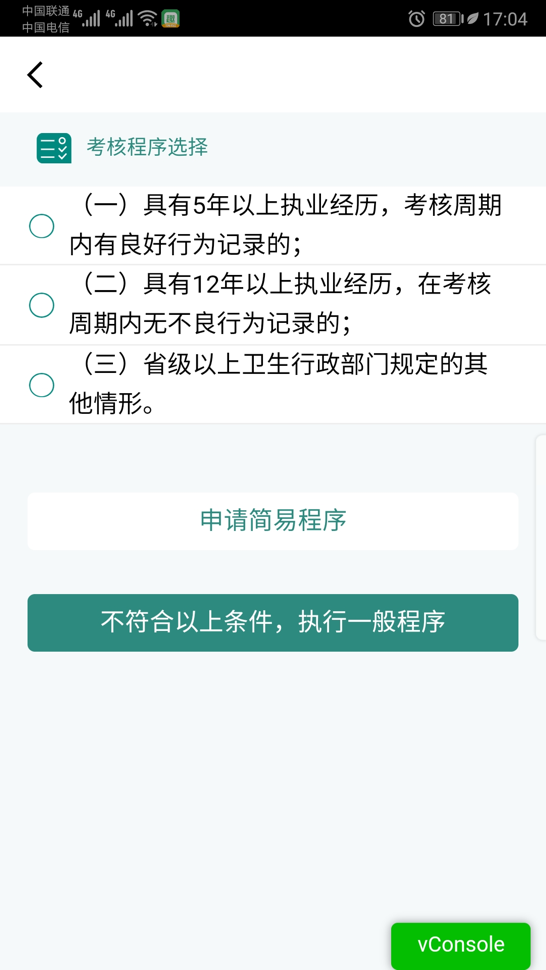 中国联通 4G 4G 81 17:04
中国电信
考核程序选择
（一）具有5年以上执业经历，考核周期
内有良好行为记录的；
（二）具有12年以上执业经历，在考核
周期内无不良行为记录的；
（三）省级以上卫生行政部门规定的其
他情形。
申请简易程序
不符合以上条件，执行一般程序
vConsole